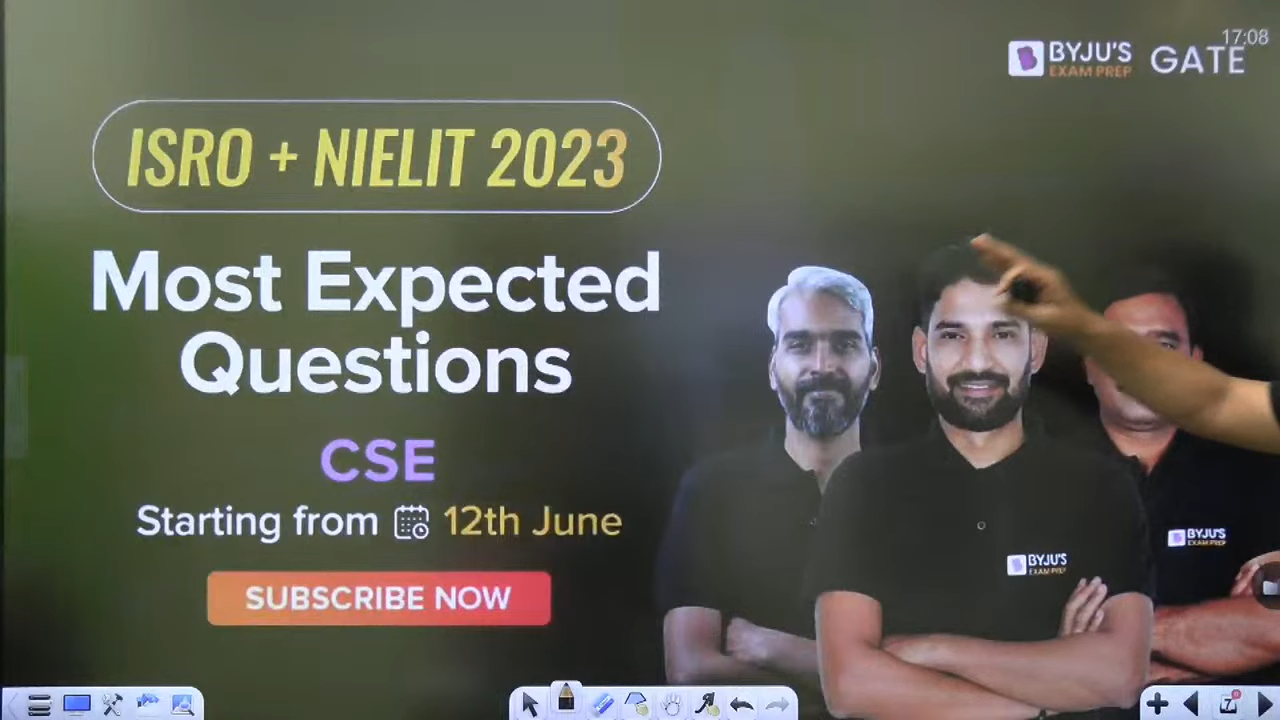 17:08
BYJU'S
EXAM PREP
GATE
ISRO + NIELIT 2023
Most Expected
Questions
CSE
Starting from 12th June
SUBSCRIBE NOW
BYJU'S
EXAM PREP
BYJU'S
EXAM PREP
7